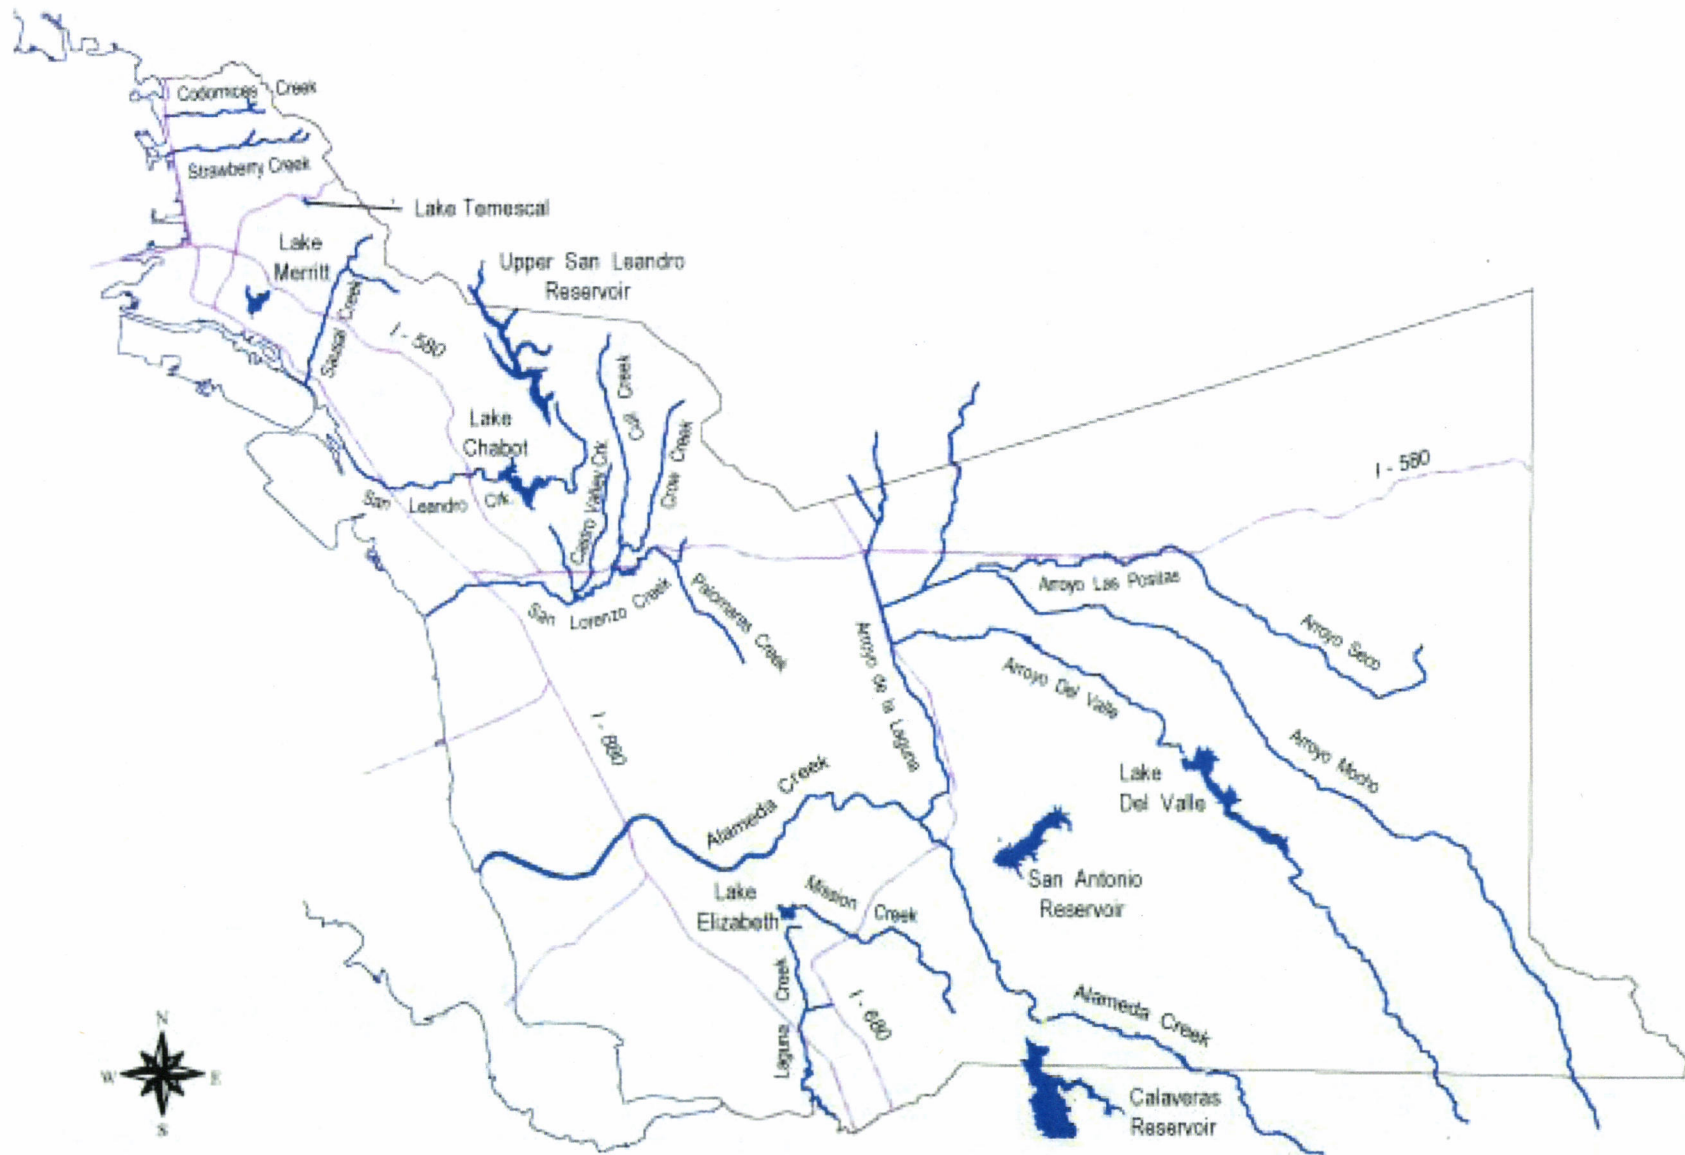 Codornices Creek
Strawberry Creek
Lake Temescal
Lake
Merritt
Upper San Leandro
Reservoir
Sausal Creek
I - 580
Cull Creek
Lake
Chabot
Crow Creek
Castro Valley Crk.
San Leandro Crk.
I - 580
San Lorenzo Creek
Palomares Creek
Arroyo Las Positas
Arroyo Seco
Arroyo de la Laguna
Arroyo Del Valle
I - 880
Arroyo Mocho
Lake
Del Valle
Alameda Creek
San Antonio
Reservoir
Lake
Elizabeth
Mission Creek
Laguna Creek
I - 680
Alameda Creek
N
W E
S
Calaveras
Reservoir